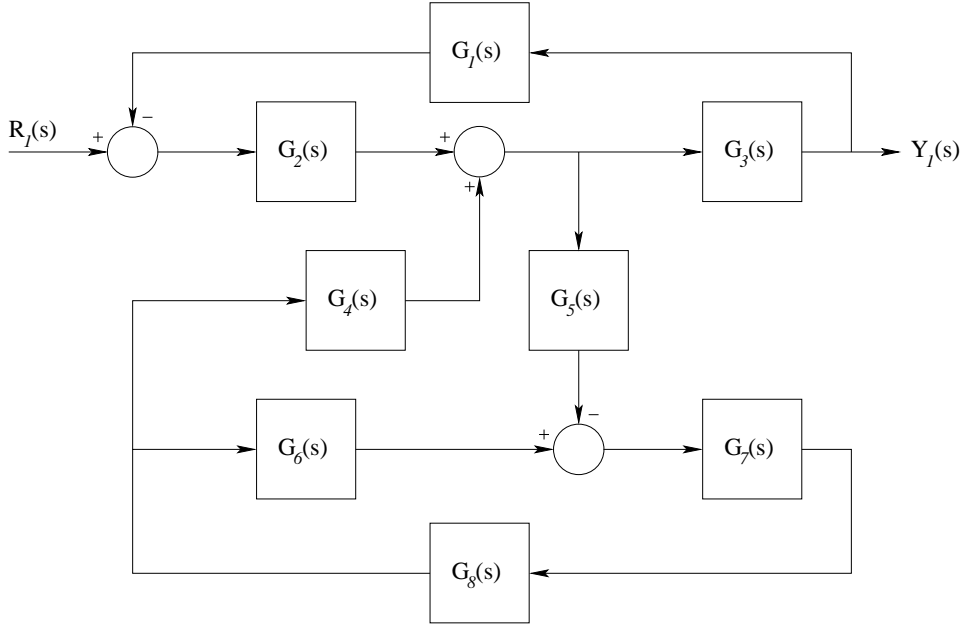 G1(s)
−
R1(s)
+
G2(s)
+
+
G3(s)
Y1(s)
G4(s)
G5(s)
−
+
G6(s)
G7(s)
G8(s)